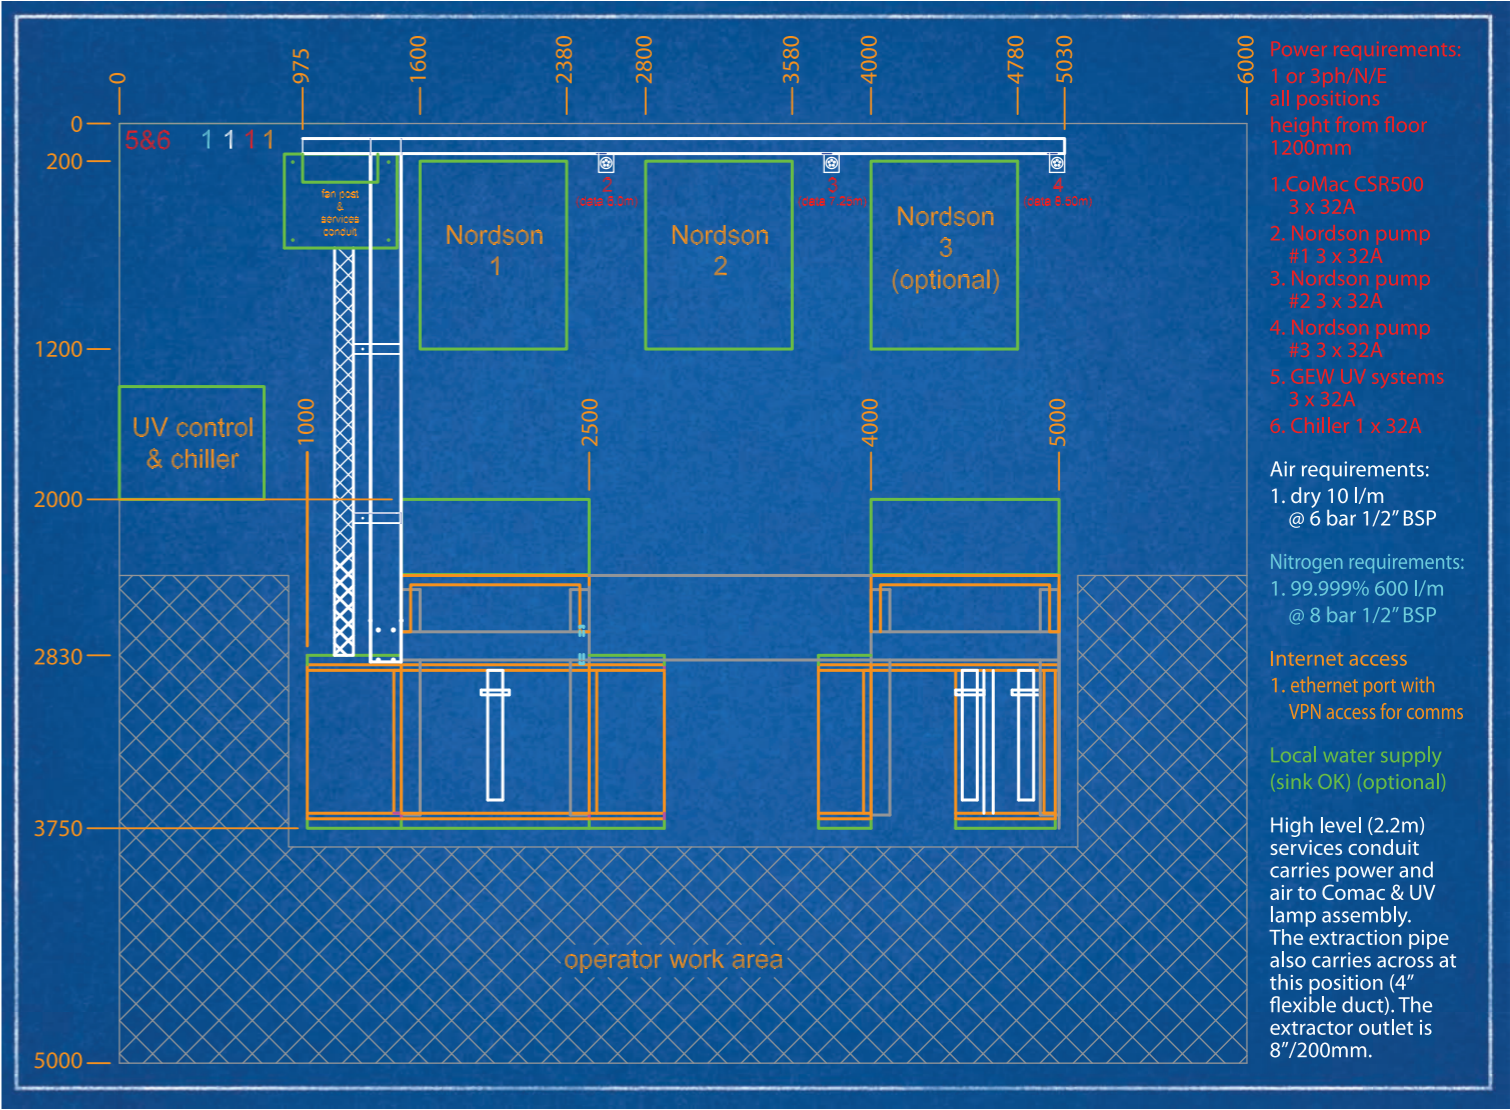 0
975
1600
2380
2800
3580
4000
4780
5030
6000
0
200
1200
2000
2830
3750
5000
5&6 1 1 1 1
fan post
&
services
conduit
Nordson
1
2
(data 6.0m)
Nordson
2
3
(data 7.25m)
Nordson
3
(optional)
4
UV control
& chiller
1000
2500
4000
5000
operator work area
Power requirements:
1 or 3ph/N/E
all positions
height from floor
1200mm
1.CoMac CSR500
3 x 32A
2. Nordson pump
#1 3 x 32A
3. Nordson pump
#2 3 x 32A
4. Nordson pump
#3 3 x 32A
5. GEW UV systems
3 x 32A
6. Chiller 1 x 32A
Air requirements:
1. dry 10 l/m
@ 6 bar 1/2” BSP
Nitrogen requirements:
1. 99.999% 600 l/m
@ 8 bar 1/2” BSP
Internet access
1. ethernet port with
VPN access for comms
Local water supply
(sink OK) (optional)
High level (2.2m)
services conduit
carries power and
air to Comac & UV
lamp assembly.
The extraction pipe
also carries across at
this position (4”
flexible duct). The
extractor outlet is
8”/200mm.